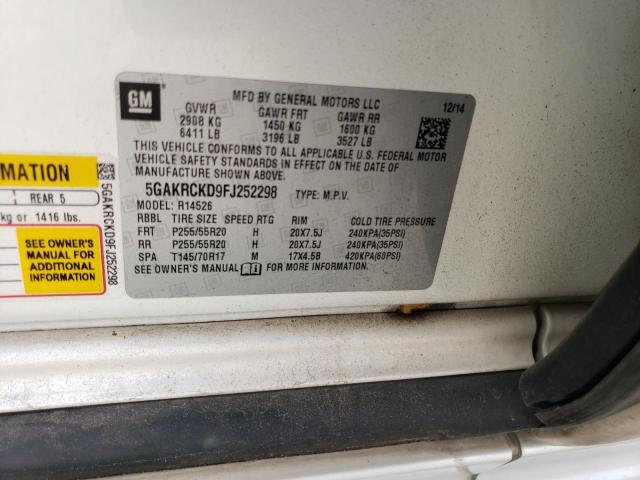 GM
MFD BY GENERAL MOTORS LLC 12/14
GVWR GAWR FRT GAWR RR
2908 KG 1450 KG 1600 KG
6411 LB 3196 LB 3527 LB
THIS VEHICLE CONFORMS TO ALL APPLICABLE U.S. FEDERAL MOTOR
VEHICLE SAFETY STANDARDS IN EFFECT ON THE DATE OF
MANUFACTURE SHOWN ABOVE.
5GAKRCKD9FJ252298 TYPE: M.P.V.
MODEL: R14526
RBBL TIRE SIZE SPEED RTG RIM COLD TIRE PRESSURE
FRT P255/55R20 H 20X7.5J 240KPA(35PSI)
RR P255/55R20 H 20X7.5J 240KPA(35PSI)
SPA T145/70R17 M 17X4.5B 420KPA(60PSI)
SEE OWNER'S MANUAL FOR MORE INFORMATION.
MATION
REAR 5
kg or 1416 lbs.
SEE OWNER'S
MANUAL FOR
ADDITIONAL
INFORMATION
5GAKRCKD9FJ252298